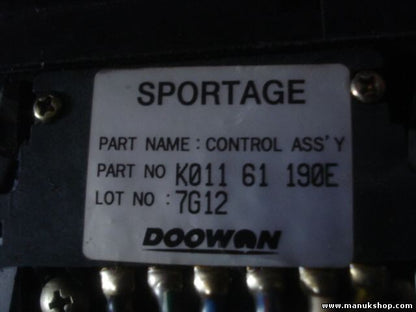 SPORTAGE
PART NAME : CONTROL ASS'Y
PART NO K011 61 190E
LOT NO : 7G12
DOOWON
www.manukshop.com